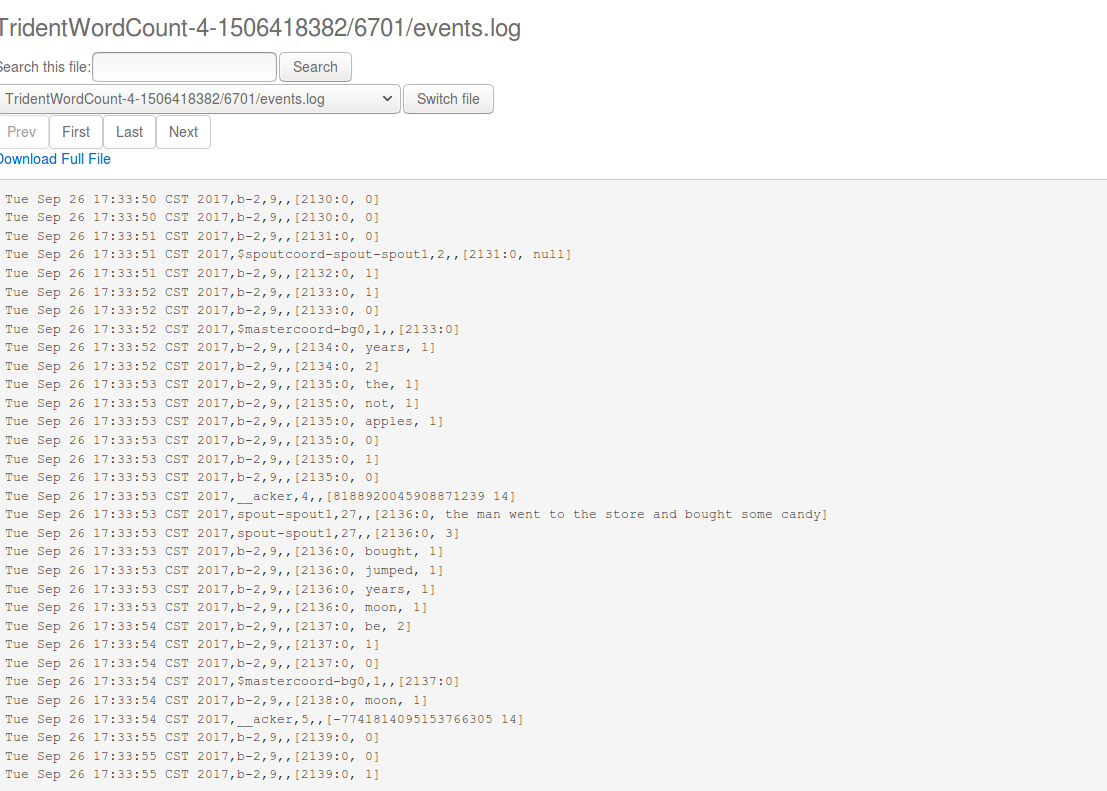 TridentWordCount-4-1506418382/6701/events.log
Search this file:
Search
TridentWordCount-4-1506418382/6701/events.log
Switch file
Prev
First
Last
Next
Download Full File
Tue Sep 26 17:33:50 CST 2017,b-2,9,,[2130:0, 0]
Tue Sep 26 17:33:50 CST 2017,b-2,9,,[2130:0, 0]
Tue Sep 26 17:33:51 CST 2017,b-2,9,,[2131:0, 0]
Tue Sep 26 17:33:51 CST 2017,$spoutcoord-spout-spout1,2,,[2131:0, null]
Tue Sep 26 17:33:51 CST 2017,b-2,9,,[2132:0, 1]
Tue Sep 26 17:33:52 CST 2017,b-2,9,,[2133:0, 1]
Tue Sep 26 17:33:52 CST 2017,b-2,9,,[2133:0, 0]
Tue Sep 26 17:33:52 CST 2017,$mastercoord-bg0,1,,[2133:0]
Tue Sep 26 17:33:52 CST 2017,b-2,9,,[2134:0, years, 1]
Tue Sep 26 17:33:52 CST 2017,b-2,9,,[2134:0, 2]
Tue Sep 26 17:33:53 CST 2017,b-2,9,,[2135:0, the, 1]
Tue Sep 26 17:33:53 CST 2017,b-2,9,,[2135:0, not, 1]
Tue Sep 26 17:33:53 CST 2017,b-2,9,,[2135:0, apples, 1]
Tue Sep 26 17:33:53 CST 2017,b-2,9,,[2135:0, 0]
Tue Sep 26 17:33:53 CST 2017,b-2,9,,[2135:0, 1]
Tue Sep 26 17:33:53 CST 2017,b-2,9,,[2135:0, 0]
Tue Sep 26 17:33:53 CST 2017,__acker,4,,[8188920045908871239 14]
Tue Sep 26 17:33:53 CST 2017,spout-spout1,27,,[2136:0, the man went to the store and bought some candy]
Tue Sep 26 17:33:53 CST 2017,spout-spout1,27,,[2136:0, 3]
Tue Sep 26 17:33:53 CST 2017,b-2,9,,[2136:0, bought, 1]
Tue Sep 26 17:33:53 CST 2017,b-2,9,,[2136:0, jumped, 1]
Tue Sep 26 17:33:53 CST 2017,b-2,9,,[2136:0, years, 1]
Tue Sep 26 17:33:53 CST 2017,b-2,9,,[2136:0, moon, 1]
Tue Sep 26 17:33:54 CST 2017,b-2,9,,[2137:0, be, 2]
Tue Sep 26 17:33:54 CST 2017,b-2,9,,[2137:0, 1]
Tue Sep 26 17:33:54 CST 2017,b-2,9,,[2137:0, 0]
Tue Sep 26 17:33:54 CST 2017,$mastercoord-bg0,1,,[2137:0]
Tue Sep 26 17:33:54 CST 2017,b-2,9,,[2138:0, moon, 1]
Tue Sep 26 17:33:54 CST 2017,__acker,5,,[-7741814095153766305 14]
Tue Sep 26 17:33:55 CST 2017,b-2,9,,[2139:0, 0]
Tue Sep 26 17:33:55 CST 2017,b-2,9,,[2139:0, 0]
Tue Sep 26 17:33:55 CST 2017,b-2,9,,[2139:0, 1]